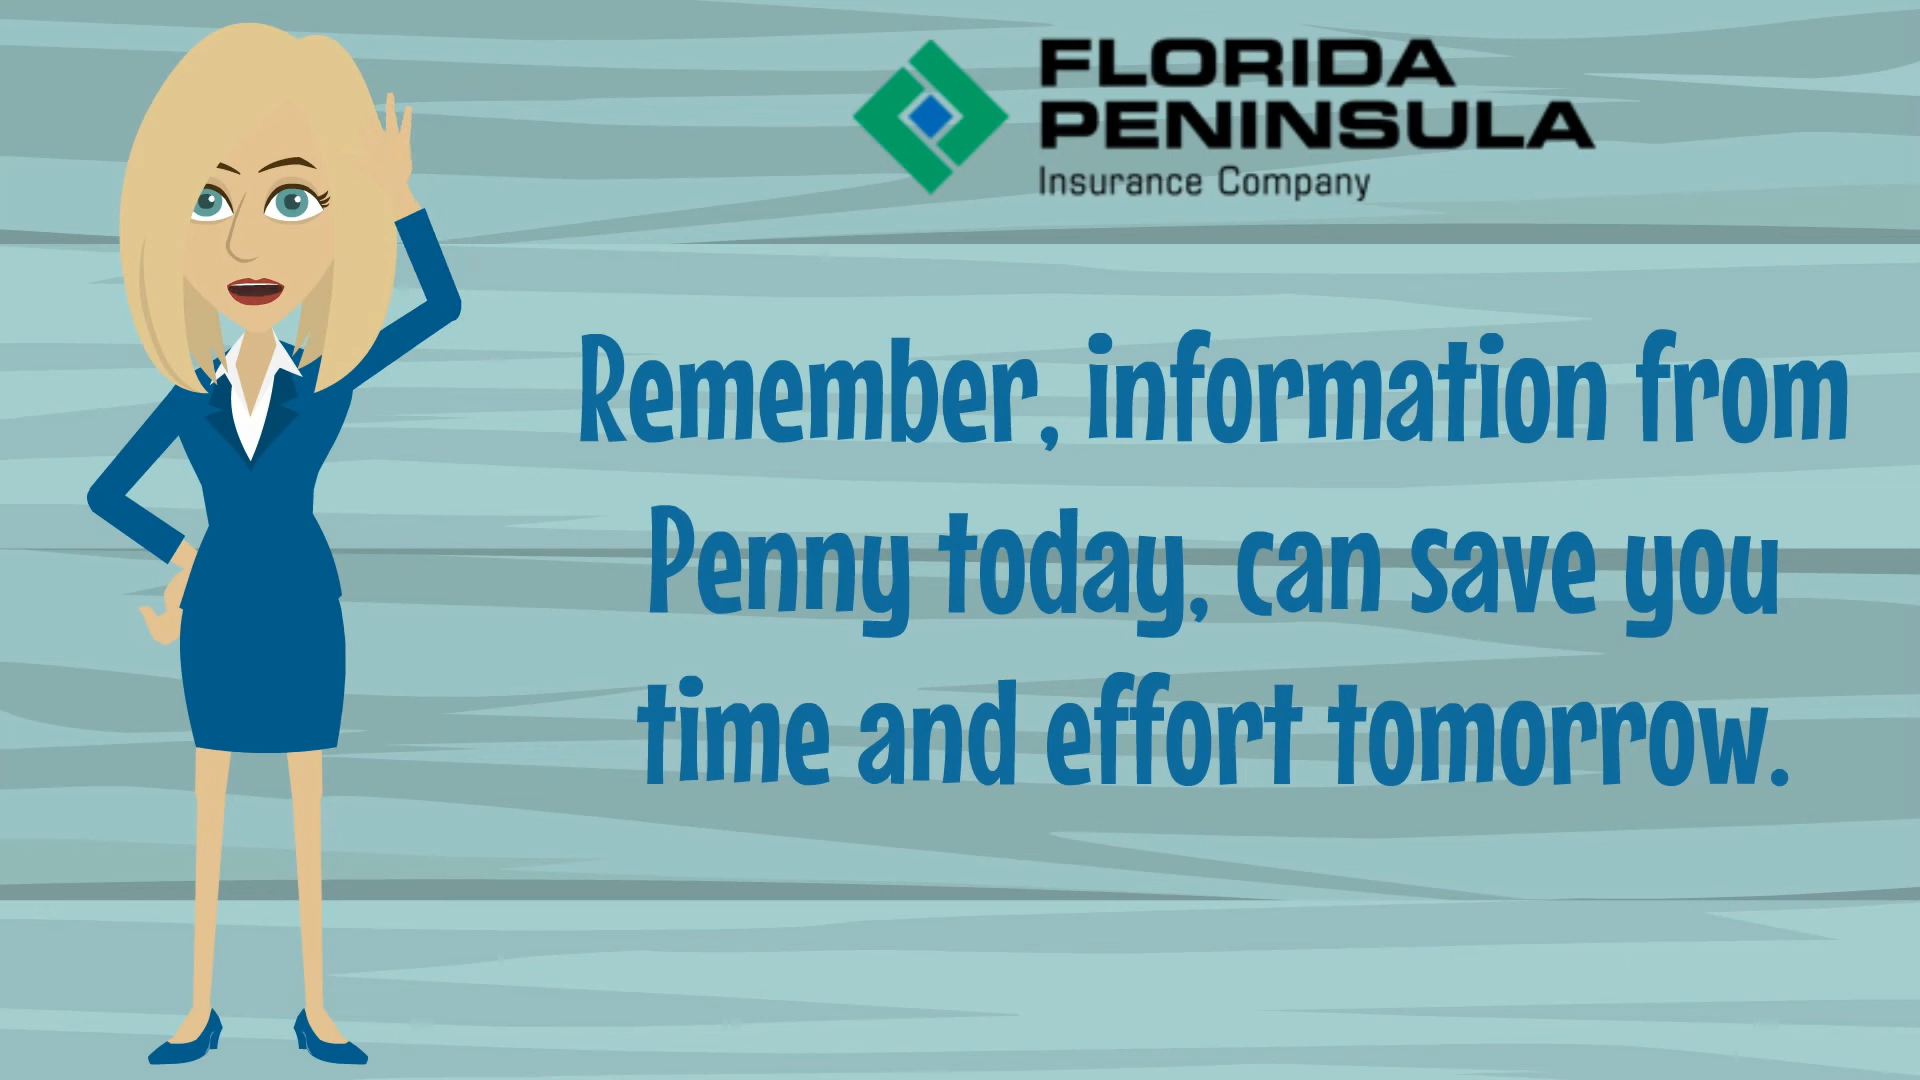 FLORIDA
PENINSULA
Insurance Company
Remember, information from
Penny today, can save you
time and effort tomorrow.